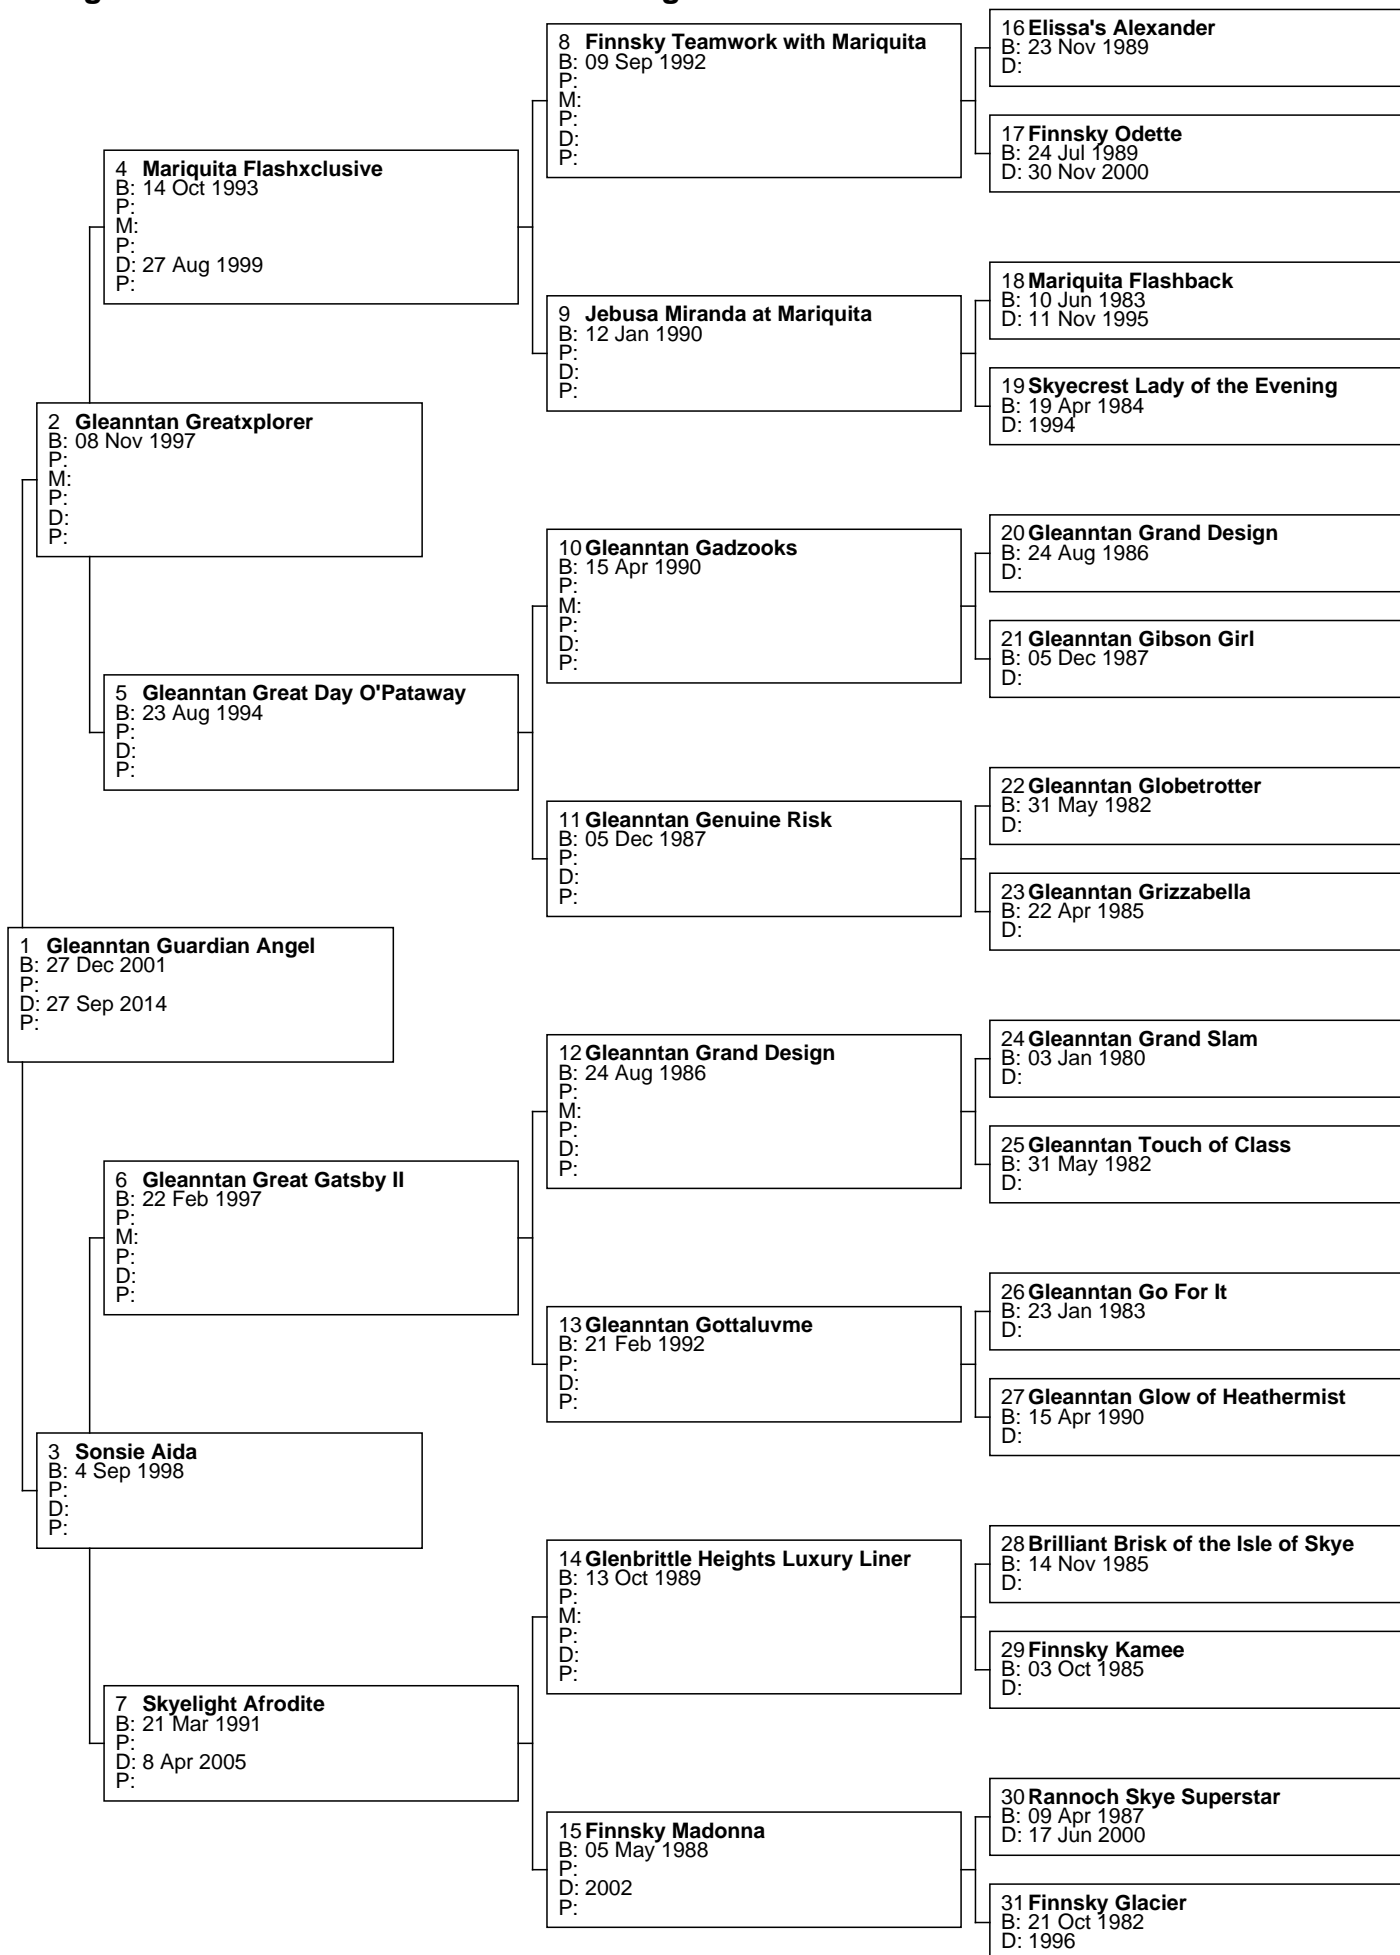 8 Finnsky Teamwork with Mariquita
B: 09 Sep 1992
P:
M:
P:
D:
P:
16 Elissa's Alexander
B: 23 Nov 1989
D:
17 Finnsky Odette
B: 24 Jul 1989
D: 30 Nov 2000
4 Mariquita Flashxclusive
B: 14 Oct 1993
P:
M:
P:
D: 27 Aug 1999
P:
9 Jebusa Miranda at Mariquita
B: 12 Jan 1990
P:
D:
P:
18 Mariquita Flashback
B: 10 Jun 1983
D: 11 Nov 1995
19 Skyecrest Lady of the Evening
B: 19 Apr 1984
D: 1994
2 Gleanntan Greatxplorer
B: 08 Nov 1997
P:
M:
P:
D:
P:
10 Gleanntan Gadzooks
B: 15 Apr 1990
P:
M:
P:
D:
P:
20 Gleanntan Grand Design
B: 24 Aug 1986
D:
21 Gleanntan Gibson Girl
B: 05 Dec 1987
D:
5 Gleanntan Great Day O'Pataway
B: 23 Aug 1994
P:
D:
P:
11 Gleanntan Genuine Risk
B: 05 Dec 1987
P:
D:
P:
22 Gleanntan Globetrotter
B: 31 May 1982
D:
23 Gleanntan Grizzabella
B: 22 Apr 1985
D:
1 Gleanntan Guardian Angel
B: 27 Dec 2001
P:
D: 27 Sep 2014
P:
12 Gleanntan Grand Design
B: 24 Aug 1986
P:
M:
P:
D:
P:
24 Gleanntan Grand Slam
B: 03 Jan 1980
D:
25 Gleanntan Touch of Class
B: 31 May 1982
D:
6 Gleanntan Great Gatsby II
B: 22 Feb 1997
P:
M:
P:
D:
P:
13 Gleanntan Gottaluvme
B: 21 Feb 1992
P:
D:
P:
26 Gleanntan Go For It
B: 23 Jan 1983
D:
27 Gleanntan Glow of Heathermist
B: 15 Apr 1990
D:
3 Sonsie Aida
B: 4 Sep 1998
P:
D:
P:
14 Glenbrittle Heights Luxury Liner
B: 13 Oct 1989
P:
M:
P:
D:
P:
28 Brilliant Brisk of the Isle of Skye
B: 14 Nov 1985
D:
29 Finnsky Kamee
B: 03 Oct 1985
D:
7 Skyelight Afrodite
B: 21 Mar 1991
P:
D: 8 Apr 2005
P:
15 Finnsky Madonna
B: 05 May 1988
P:
D: 2002
P:
30 Rannoch Skye Superstar
B: 09 Apr 1987
D: 17 Jun 2000
31 Finnsky Glacier
B: 21 Oct 1982
D: 1996